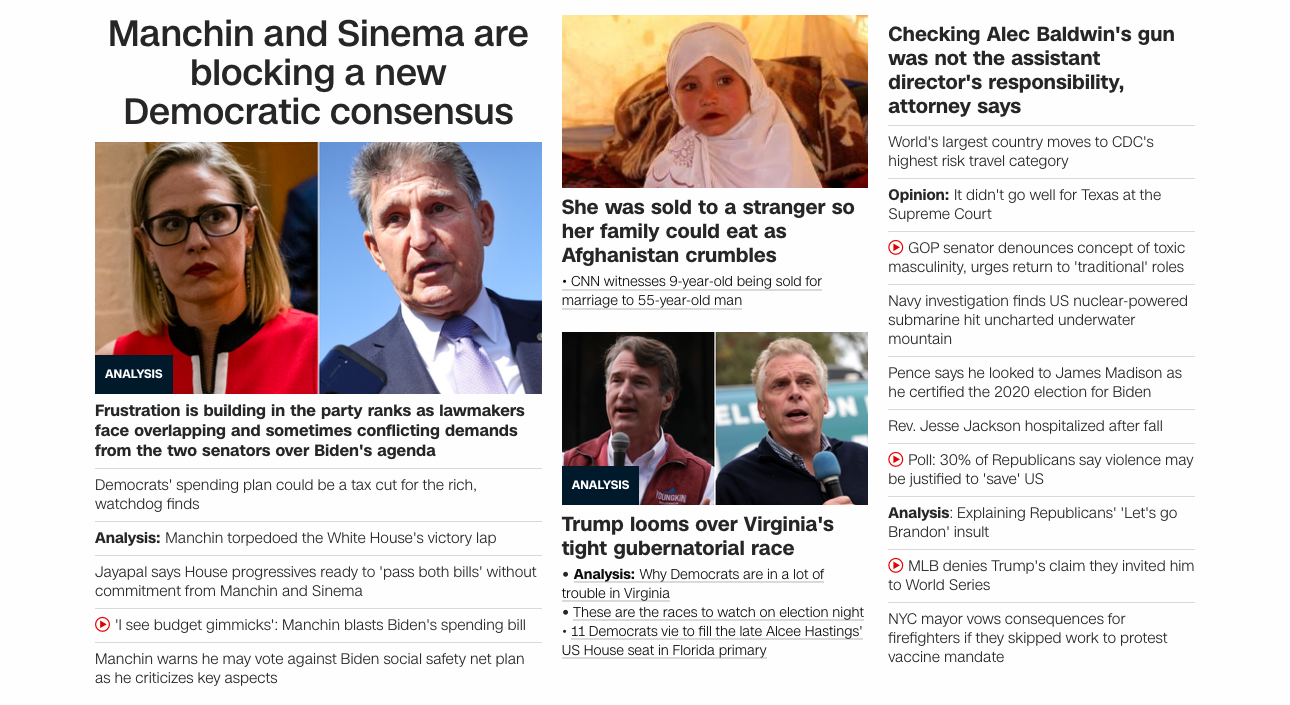 Manchin and Sinema are
blocking a new
Democratic consensus
ANALYSIS
Frustration is building in the party ranks as lawmakers
face overlapping and sometimes conflicting demands
from the two senators over Biden's agenda
Democrats' spending plan could be a tax cut for the rich,
watchdog finds
Analysis: Manchin torpedoed the White House's victory lap
Jayapal says House progressives ready to 'pass both bills' without
commitment from Manchin and Sinema
'I see budget gimmicks': Manchin blasts Biden's spending bill
Manchin warns he may vote against Biden social safety net plan
as he criticizes key aspects
She was sold to a stranger so
her family could eat as
Afghanistan crumbles
• CNN witnesses 9-year-old being sold for
marriage to 55-year-old man
ELECTION
YOUNGKIN
ANALYSIS
Trump looms over Virginia's
tight gubernatorial race
• Analysis: Why Democrats are in a lot of
trouble in Virginia
• These are the races to watch on election night
• 11 Democrats vie to fill the late Alcee Hastings'
US House seat in Florida primary
Checking Alec Baldwin's gun
was not the assistant
director's responsibility,
attorney says
World's largest country moves to CDC's
highest risk travel category
Opinion: It didn't go well for Texas at the
Supreme Court
GOP senator denounces concept of toxic
masculinity, urges return to 'traditional' roles
Navy investigation finds US nuclear-powered
submarine hit uncharted underwater
mountain
Pence says he looked to James Madison as
he certified the 2020 election for Biden
Rev. Jesse Jackson hospitalized after fall
Poll: 30% of Republicans say violence may
be justified to 'save' US
Analysis: Explaining Republicans' 'Let's go
Brandon' insult
MLB denies Trump's claim they invited him
to World Series
NYC mayor vows consequences for
firefighters if they skipped work to protest
vaccine mandate